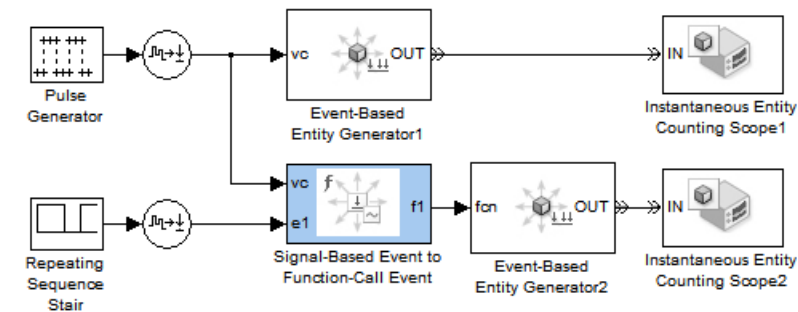 vc
OUT
IN
Pulse
Generator
Event-Based
Entity Generator1
Instantaneous Entity
Counting Scope1
vc
f
e1
f1
fcn
OUT
IN
Repeating
Sequence
Stair
Signal-Based Event to
Function-Call Event
Event-Based
Entity Generator2
Instantaneous Entity
Counting Scope2